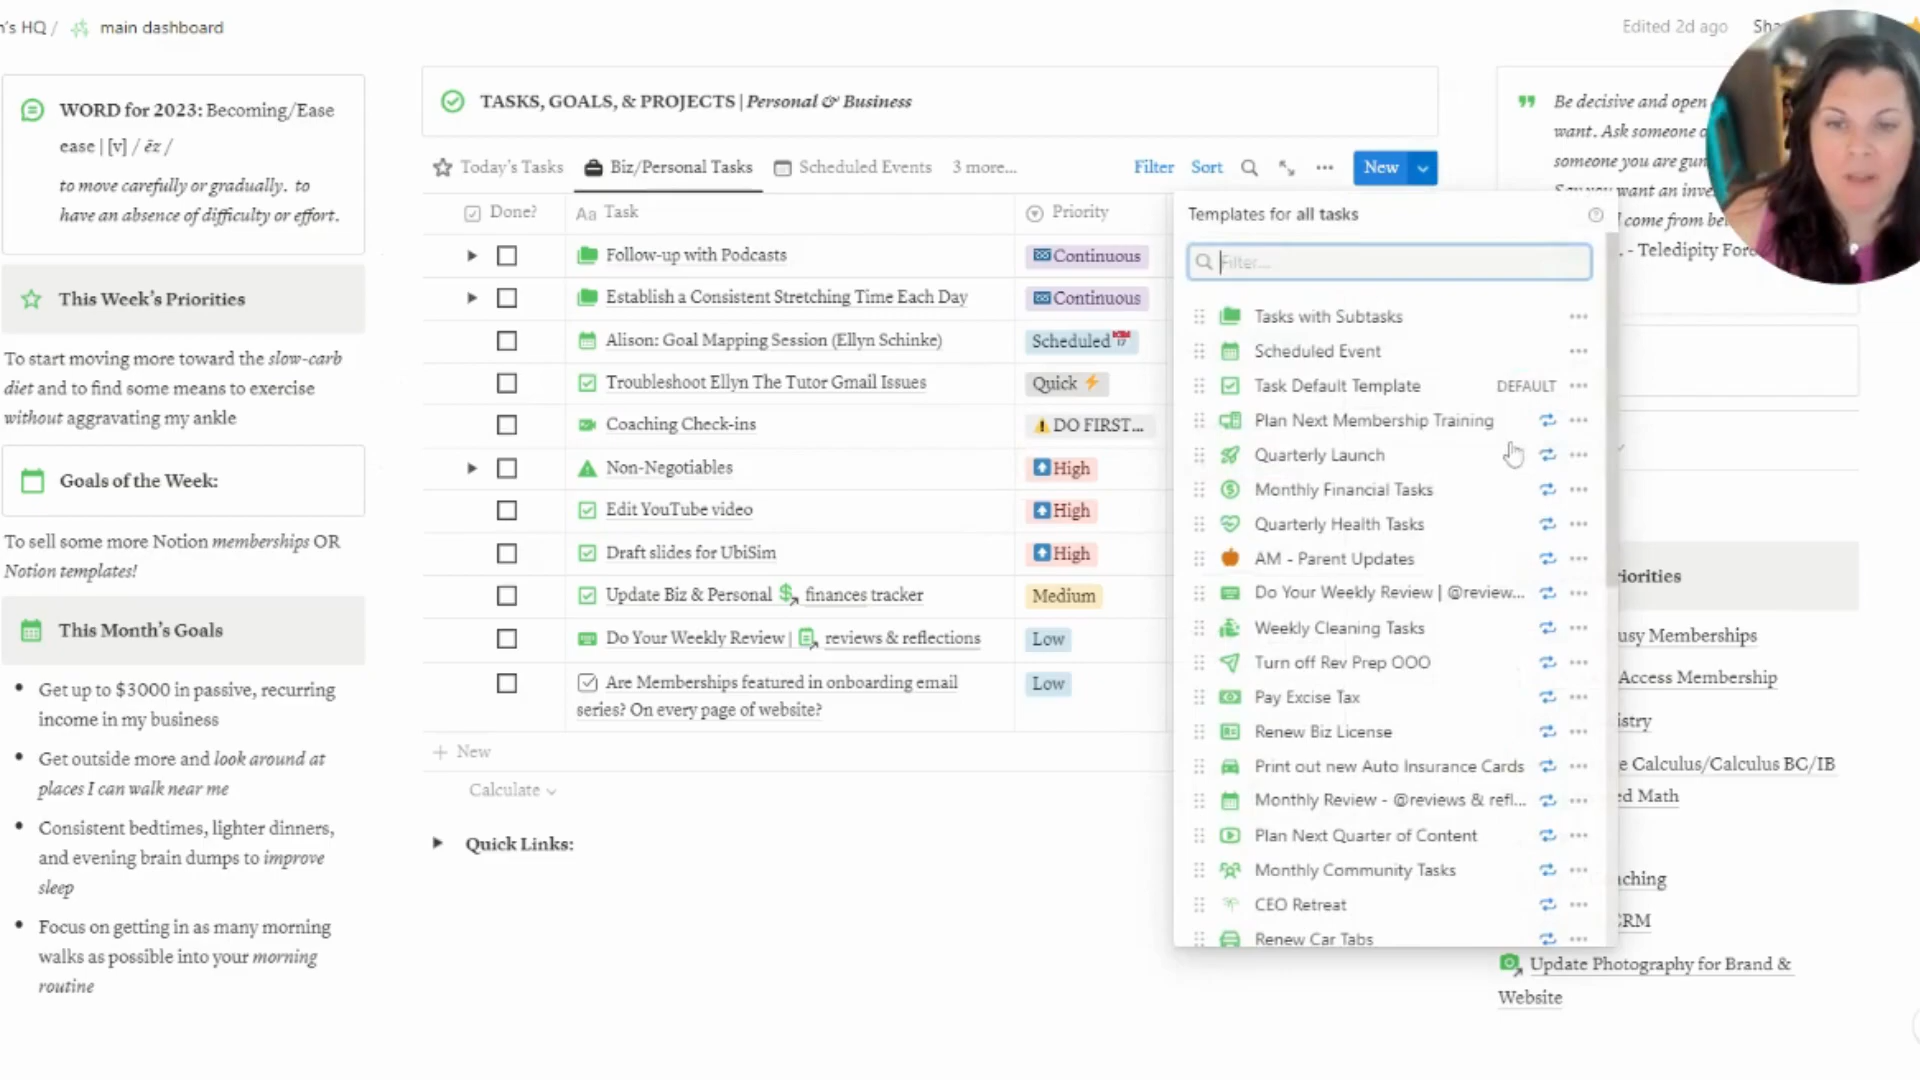 n's HQ / main dashboard
Edited 2d ago
WORD for 2023: Becoming/Ease
ease | [v] / ēz /
to move carefully or gradually. to
have an absence of difficulty or effort.
This Week's Priorities
To start moving more toward the slow-carb
diet and to find some means to exercise
without aggravating my ankle
Goals of the Week:
To sell some more Notion memberships OR
Notion templates!
This Month's Goals
• Get up to $3000 in passive, recurring
income in my business
• Get outside more and look around at
places I can walk near me
• Consistent bedtimes, lighter dinners,
and evening brain dumps to improve
sleep
• Focus on getting in as many morning
walks as possible into your morning
routine
TASKS, GOALS, & PROJECTS | Personal & Business
Today's Tasks Biz/Personal Tasks Scheduled Events 3 more... Filter Sort New
Done? Aa Task Priority
Follow-up with Podcasts Continuous
Establish a Consistent Stretching Time Each Day Continuous
Alison: Goal Mapping Session (Ellyn Schinke) Scheduled
Troubleshoot Ellyn The Tutor Gmail Issues Quick
Coaching Check-ins DO FIRST...
Non-Negotiables High
Edit YouTube video High
Draft slides for UbiSim High
Update Biz & Personal finances tracker Medium
Do Your Weekly Review | reviews & reflections Low
Are Memberships featured in onboarding email Low
series? On every page of website?
+ New
Calculate
Quick Links:
Templates for all tasks
Filter...
Tasks with Subtasks
Scheduled Event
Task Default Template DEFAULT
Plan Next Membership Training
Quarterly Launch
Monthly Financial Tasks
Quarterly Health Tasks
AM - Parent Updates
Do Your Weekly Review | @review...
Weekly Cleaning Tasks
Turn off Rev Prep OOO
Pay Excise Tax
Renew Biz License
Print out new Auto Insurance Cards
Monthly Review - @reviews & refl...
Plan Next Quarter of Content
Monthly Community Tasks
CEO Retreat
Renew Car Tabs
Be decisive and open
want. Ask someone
someone you are
Say you want an
come from
. - Teledipity
iorities
usy Memberships
Access Membership
istry
e Calculus/Calculus BC/IB
ed Math
aching
CRM
Update Photography for Brand &
Website